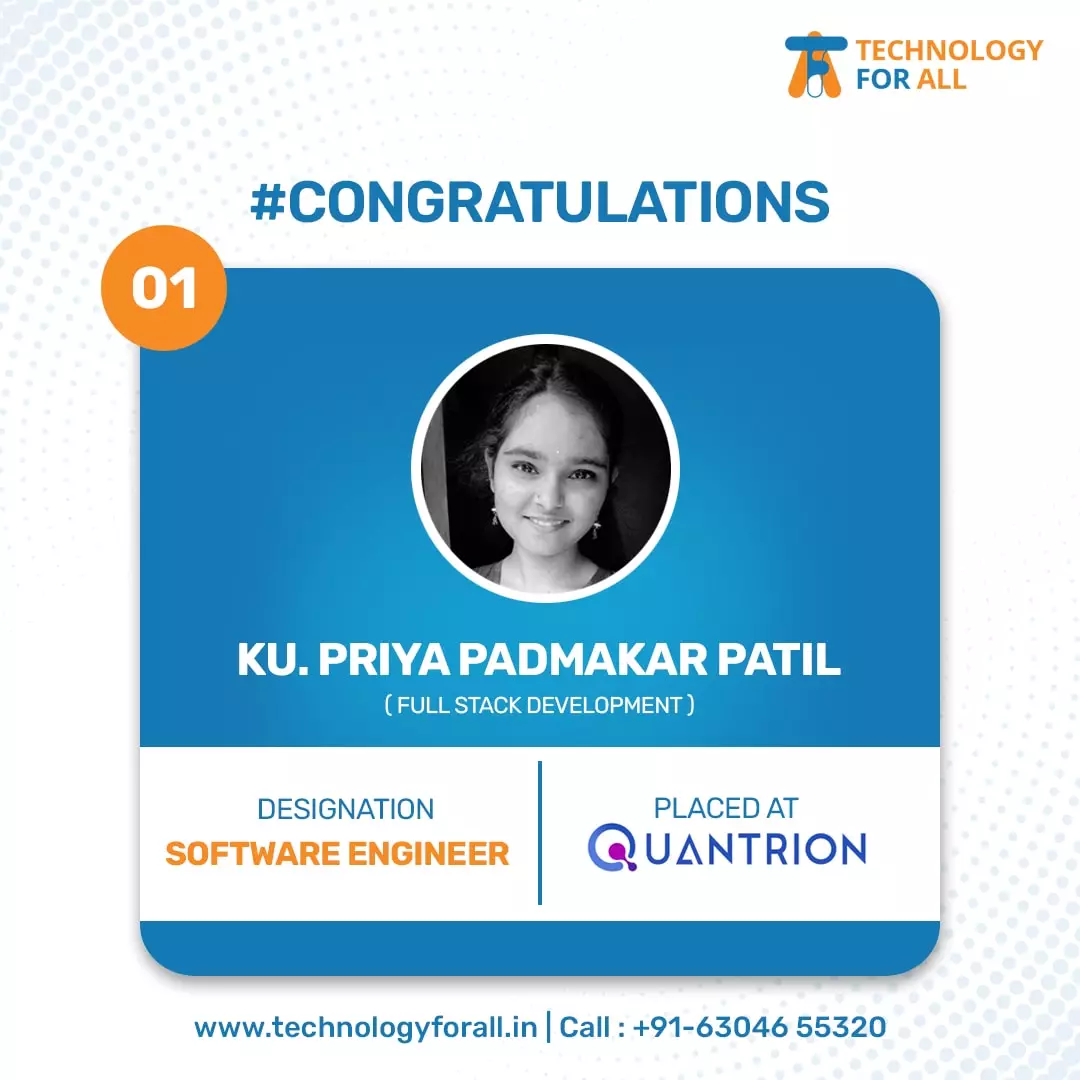 TECHNOLOGY
FOR ALL
#CONGRATULATIONS
01
KU. PRIYA PADMAKAR PATIL
( FULL STACK DEVELOPMENT )
DESIGNATION
SOFTWARE ENGINEER
PLACED AT
QUANTRION
www.technologyforall.in | Call : +91-63046 55320